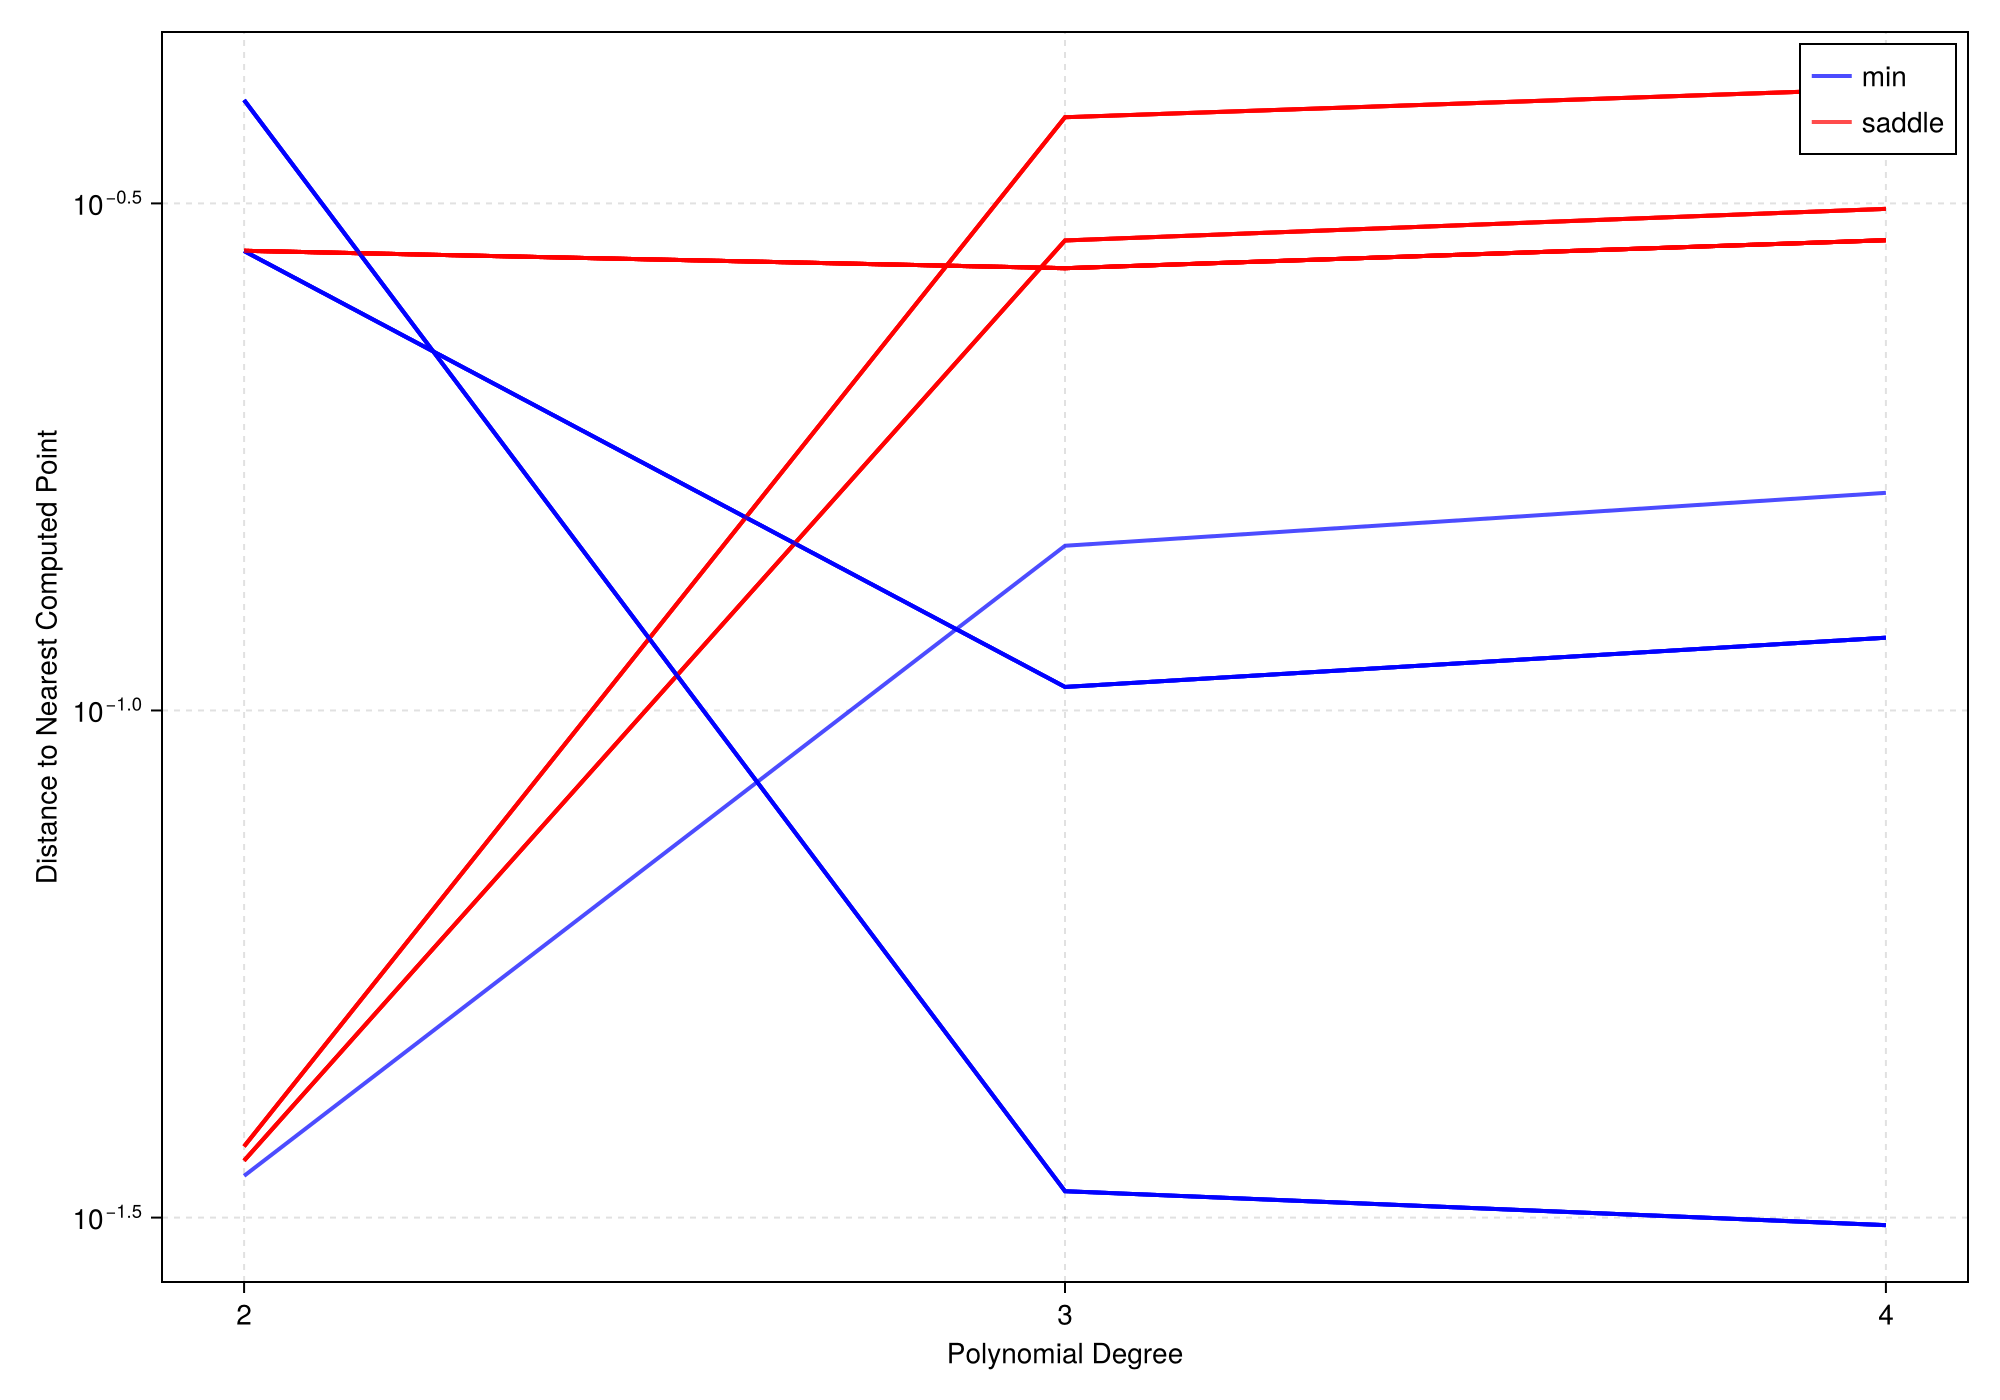 min
saddle
10−0.5
10−1.0
10−1.5
Distance to Nearest Computed Point
2
3
4
Polynomial Degree